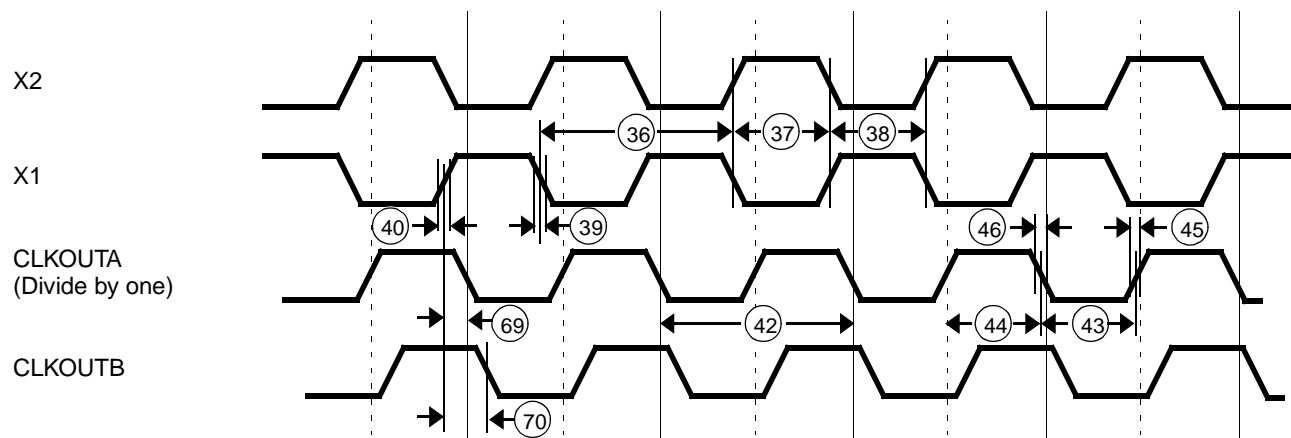 X2
36
37
38
X1
40
39
46
45
CLKOUTA
(Divide by one)
69
42
44
43
CLKOUTB
70